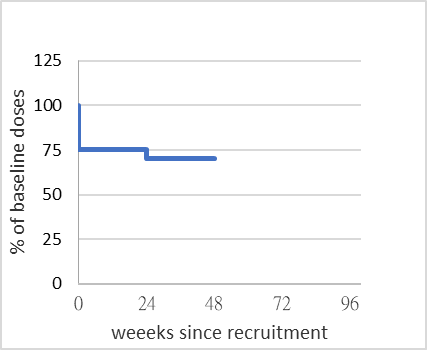 125
100
75
50
25
0
% of baseline doses
0 24 48 72 96
weeeks since recruitment